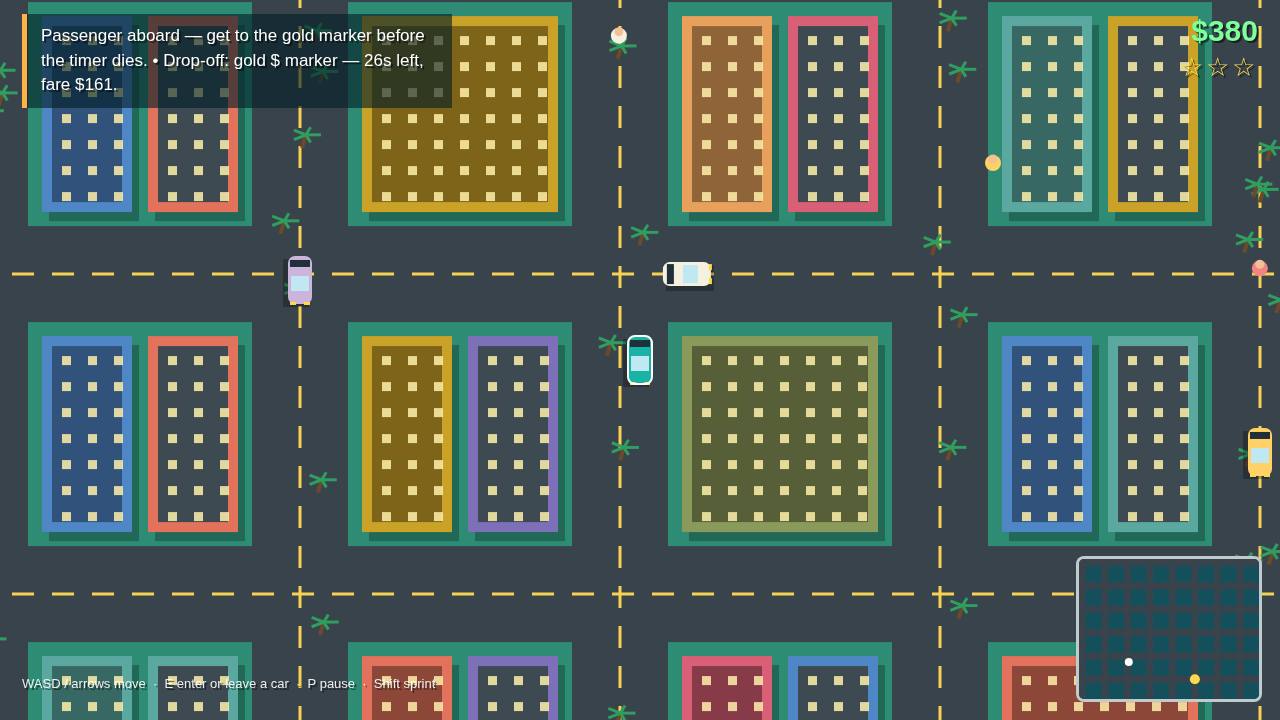 Passenger aboard — get to the gold marker before
the timer dies. • Drop-off: gold $ marker — 26s left,
fare $161.
$380
☆☆☆
WASD / arrows move · E enter or leave a car · P pause · Shift sprint